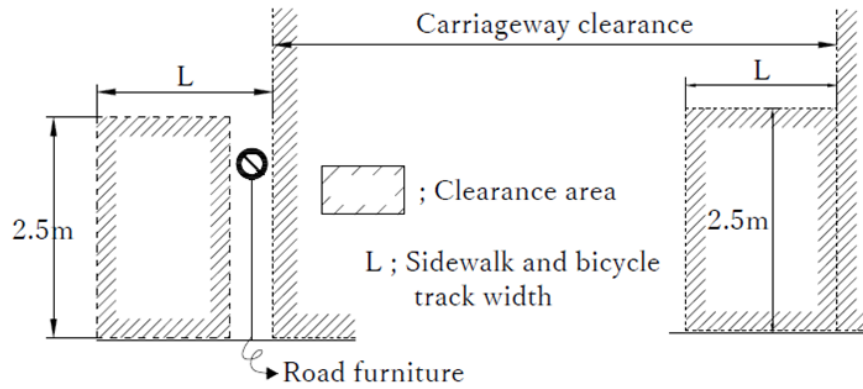 Carriageway clearance
L
L
2.5m
; Clearance area
2.5m
L ; Sidewalk and bicycle
track width
Road furniture